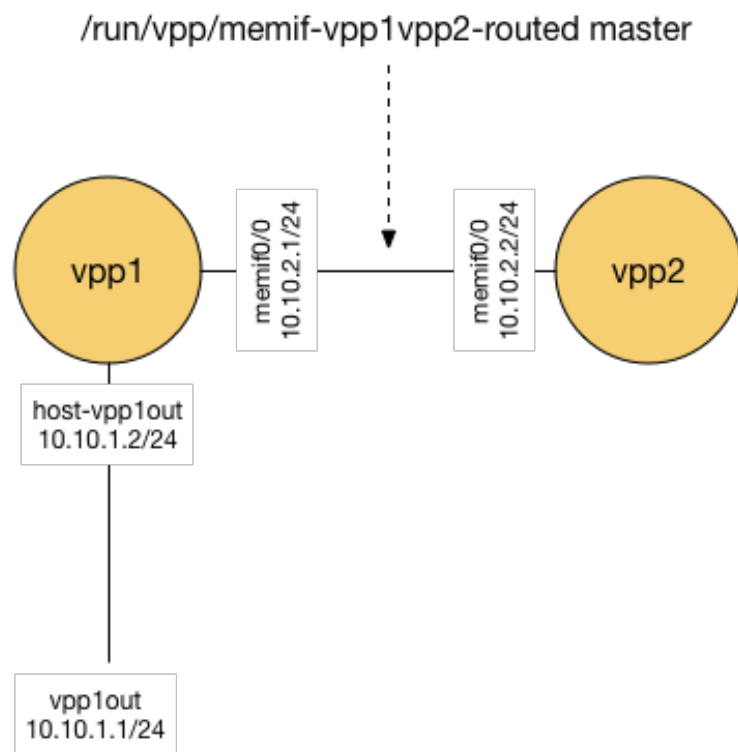 /run/vpp/memif-vpp1vpp2-routed master
vpp1
memif0/0
10.10.2.1/24
memif0/0
10.10.2.2/24
vpp2
host-vpp1out
10.10.1.2/24
vpp1out
10.10.1.1/24